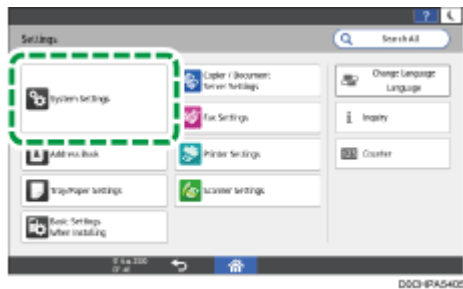 ?
Settings
Search All
System Settings
Copier / Document
Server Settings
Change Language
Language
Fax Settings
i Inquiry
Address Book
Printer Settings
Counter
Tray/Paper Settings
Scanner Settings
Basic Settings
When Installing
D0CHPA5405